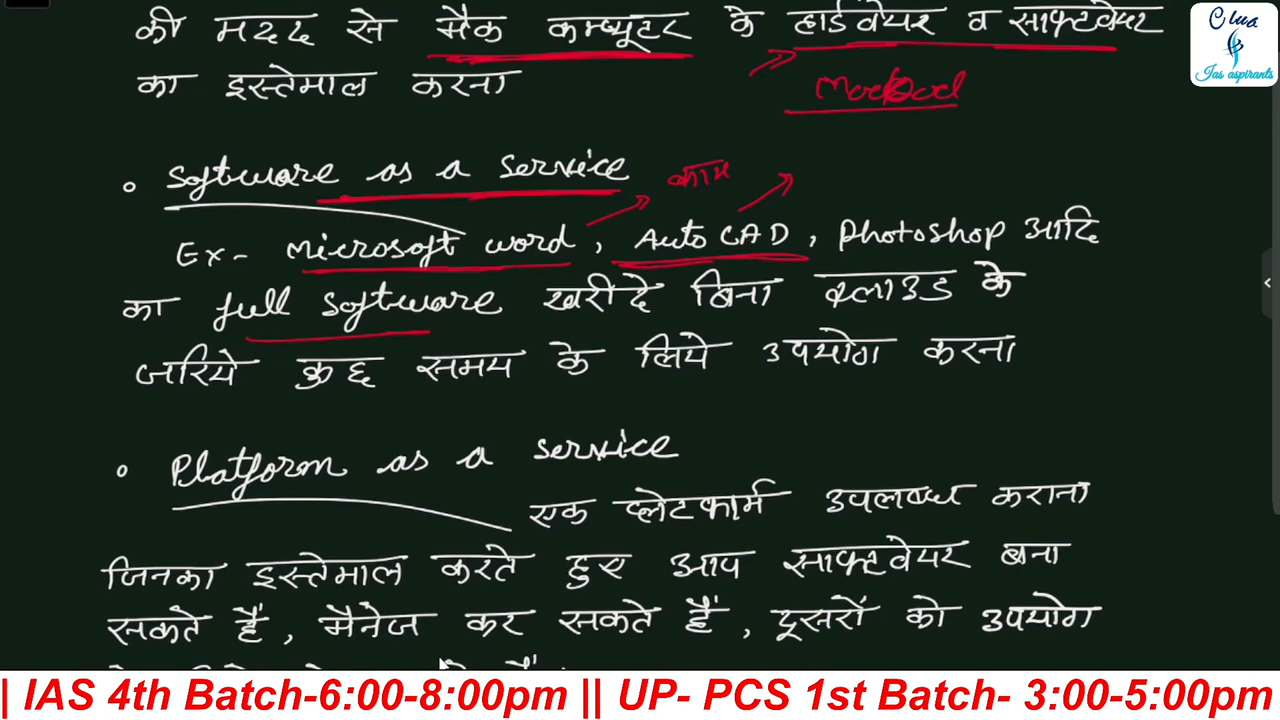 की मदद से मैक कम्प्यूटर के हार्डवेयर व साफ्टवेयर
का इस्तेमाल करना
Clue
Ias aspirants
• Software as a service
काम
Ex- Microsoft word, AutoCAD, Photoshop आदि
का full software खरीदे बिना क्लाउड के
जरिये कुछ समय के लिये उपयोग करना
• Platform as a service
एक प्लेटफार्म उपलब्ध कराना
जिनका इस्तेमाल करते हुए आप साफ्टवेयर बना
सकते हैं, मैनेज कर सकते हैं, दूसरों को उपयोग
| IAS 4th Batch-6:00-8:00pm || UP- PCS 1st Batch- 3:00-5:00pm